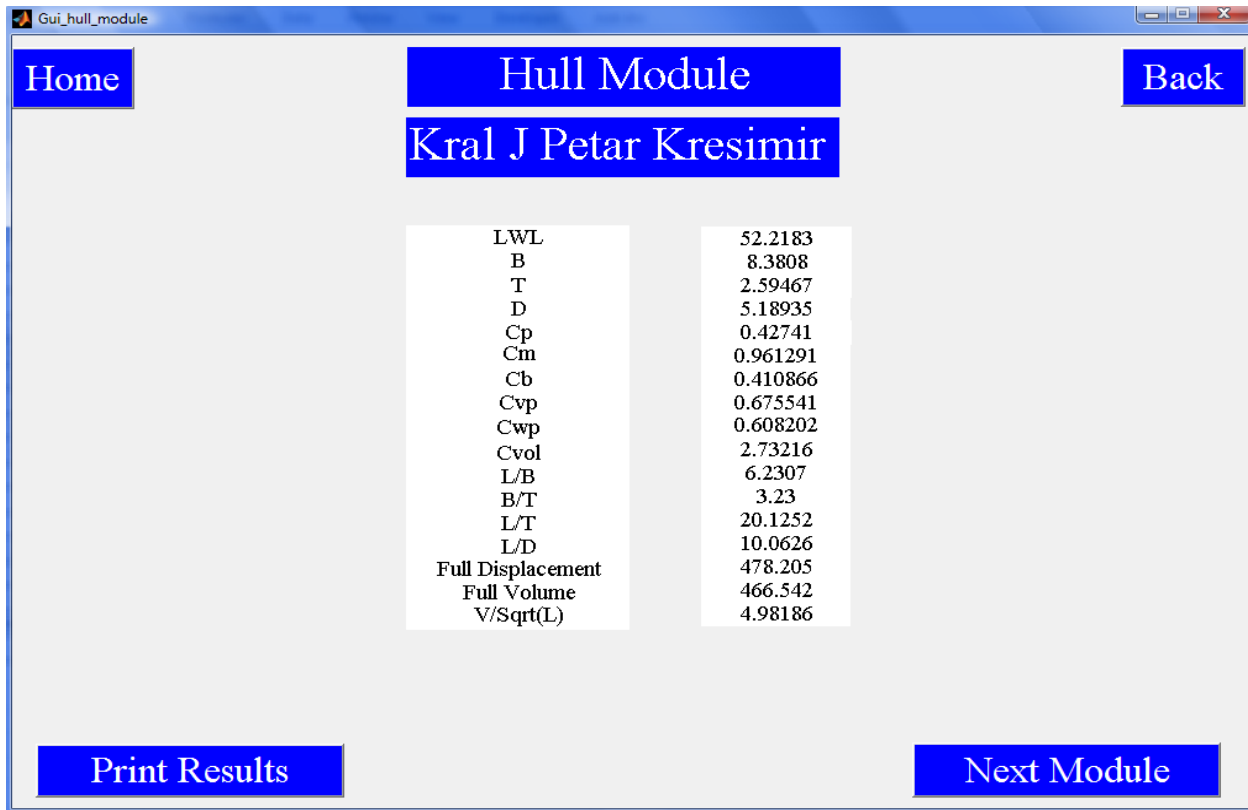 Gui_hull_module
Home
Hull Module
Back
Kral J Petar Kresimir
LWL 52.2183
B 8.3808
T 2.59467
D 5.18935
Cp 0.42741
Cm 0.961291
Cb 0.410866
Cvp 0.675541
Cwp 0.608202
Cvol 2.73216
L/B 6.2307
B/T 3.23
L/T 20.1252
L/D 10.0626
Full Displacement 478.205
Full Volume 466.542
V/Sqrt(L) 4.98186
Print Results
Next Module